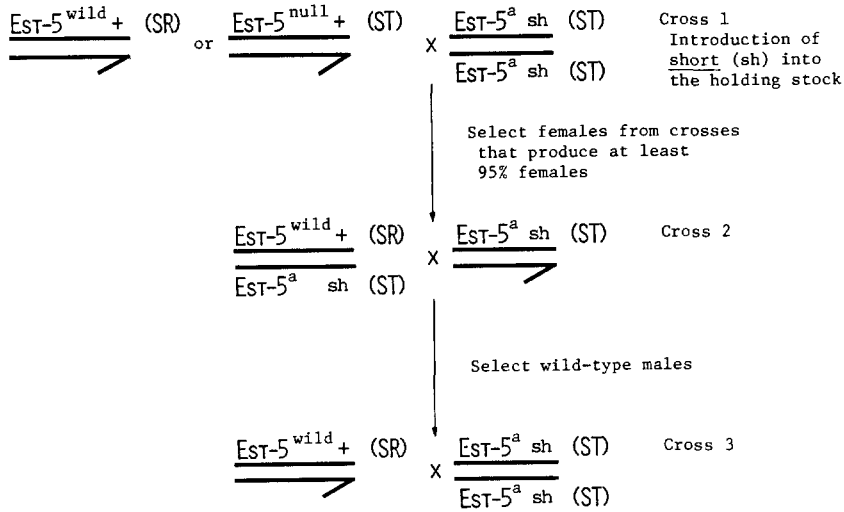 Est-5^wild + (SR) or Est-5^null + (ST) x Est-5^a sh (ST) Cross 1
Est-5^a sh (ST)
Introduction of
short (sh) into
the holding stock
Select females from crosses
that produce at least
95% females
Est-5^wild + (SR) x Est-5^a sh (ST) Cross 2
Est-5^a sh (ST)
Select wild-type males
Est-5^wild + (SR) x Est-5^a sh (ST) Cross 3
Est-5^a sh (ST)